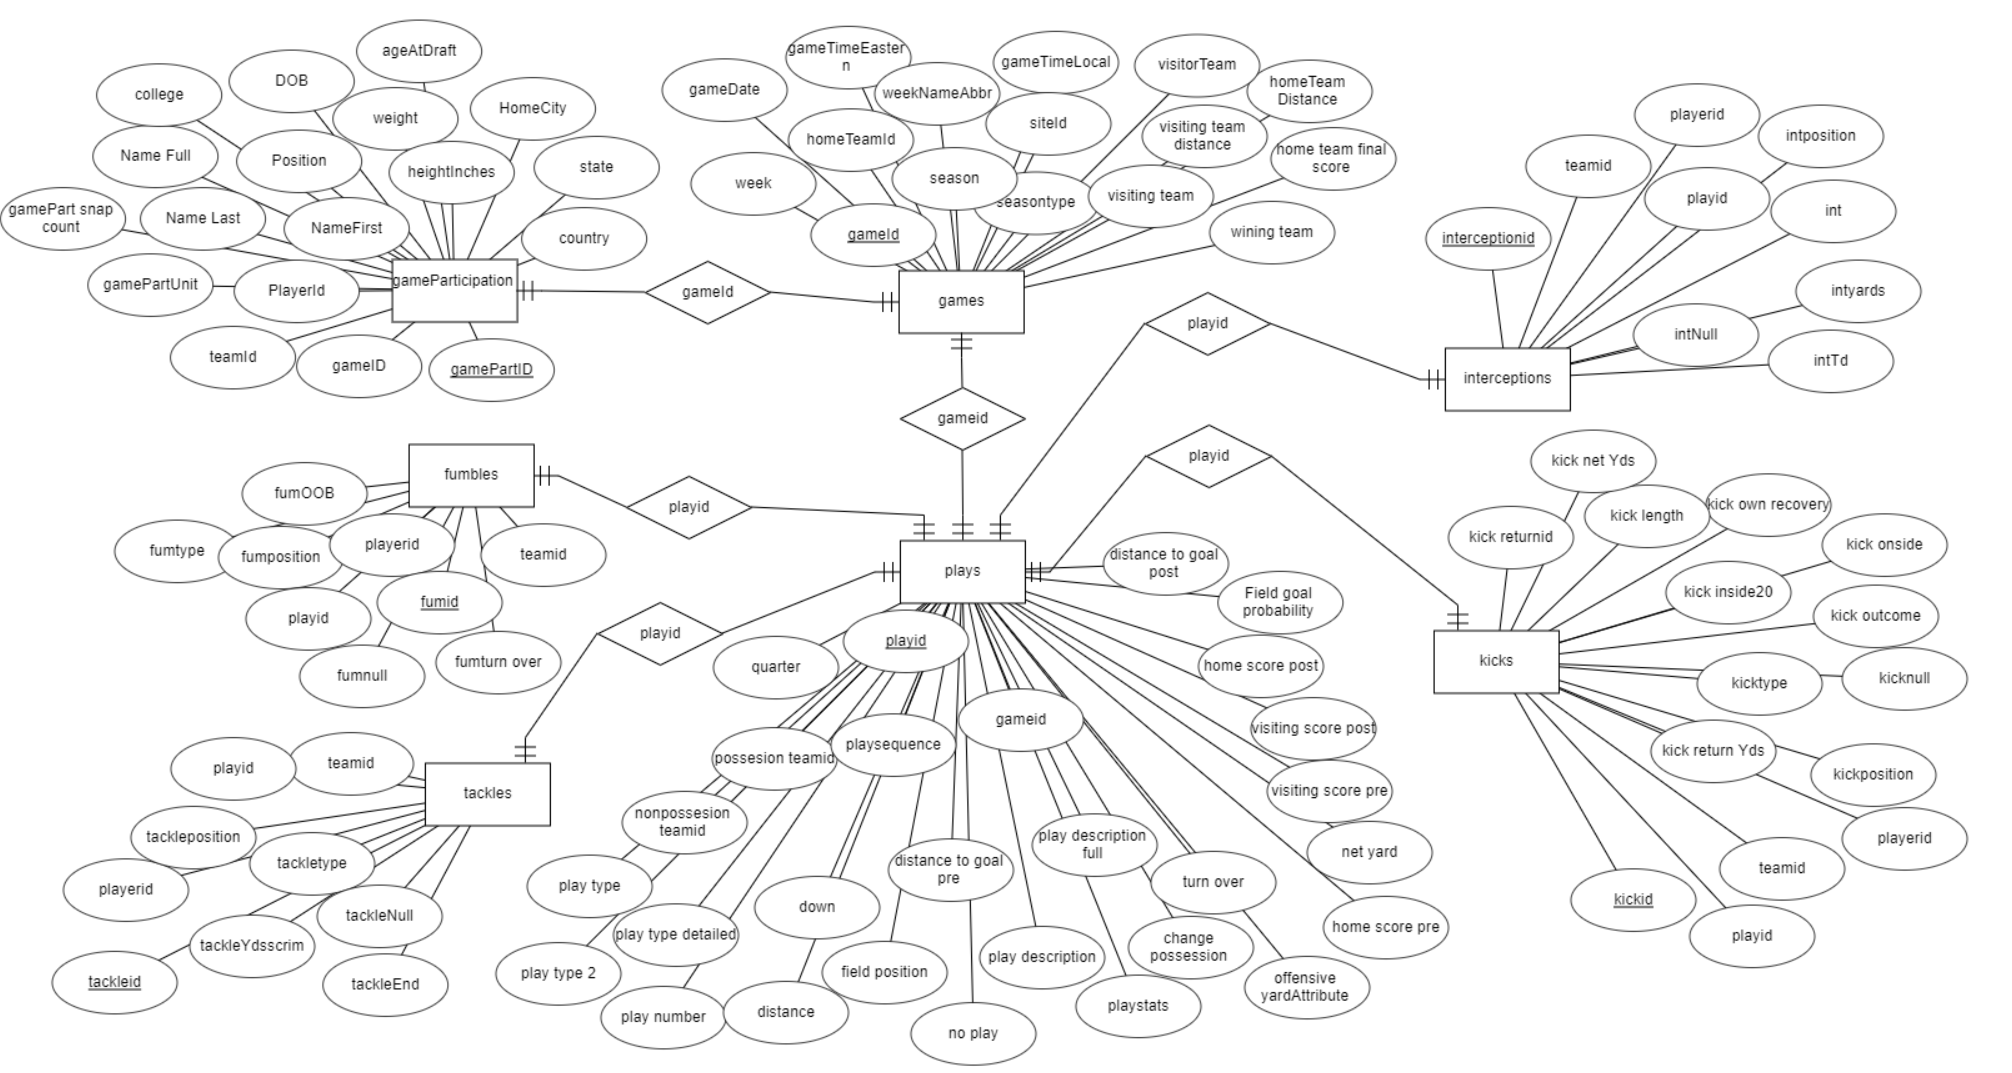 ageAtDraft
DOB
college
weight
HomeCity
Name Full
Position
heightInches
state
gamePart snap
count
Name Last
NameFirst
country
gamePartUnit
PlayerId
gameParticipation
teamId
gameID
gamePartID
gameId
gameTimeEaster
n
gameTimeLocal
visitorTeam
gameDate
weekNameAbbr
homeTeam
Distance
homeTeamId
siteId
visiting team
distance
home team final
score
week
season
seasontype
visiting team
gameId
wining team
games
gameid
playerid
intposition
teamid
playid
int
interceptionid
intyards
intNull
intTd
interceptions
playid
playid
fumbles
fumOOB
fumtype
fumposition
playerid
teamid
playid
fumid
fumnull
fumturn over
playid
playid
plays
kick net Yds
kick returnid
kick length
kick own recovery
kick onside
kick inside20
kick outcome
kicks
kicktype
kicknull
kick return Yds
kickposition
playerid
teamid
kickid
playid
distance to goal
post
Field goal
probability
quarter
playid
home score post
gameid
visiting score post
possesion teamid
playsequence
visiting score pre
nonpossesion
teamid
play description
full
net yard
distance to goal
pre
play type
down
turn over
play type detailed
home score pre
play type 2
field position
play description
change
possession
offensive
yardAttribute
play number
distance
playstats
no play
playid
teamid
tackles
tackleposition
tackletype
playerid
tackleNull
tackleYdsscrim
tackleid
tackleEnd